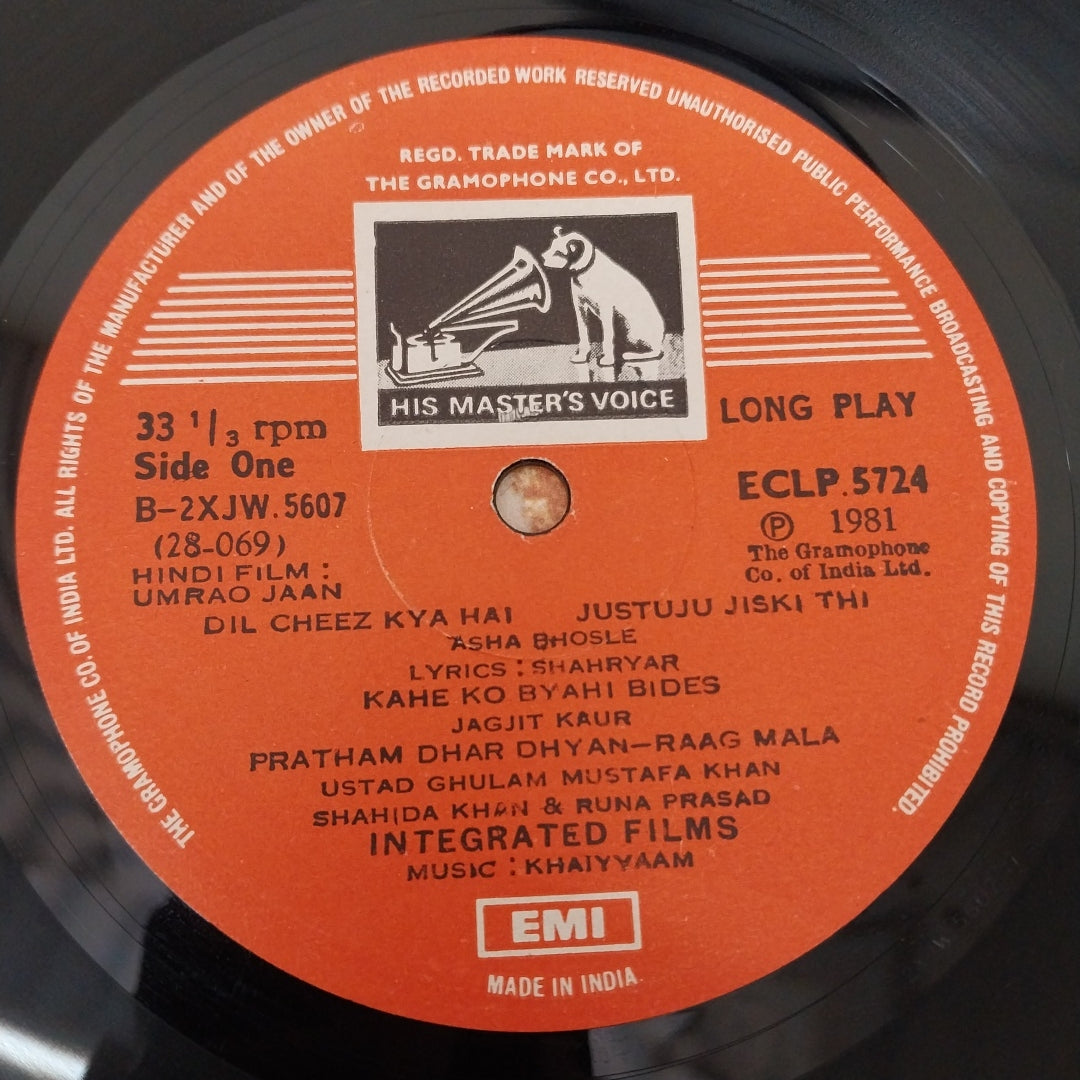 THE GRAMOPHONE CO. OF INDIA LTD. ALL RIGHTS OF THE MANUFACTURER AND OF THE OWNER OF THE RECORDED WORK RESERVED UNAUTHORISED PUBLIC PERFORMANCE BROADCASTING AND COPYING OF THIS RECORD PROHIBITED.
REGD. TRADE MARK OF
THE GRAMOPHONE CO., LTD.
HIS MASTER'S VOICE
33 1/3 rpm
LONG PLAY
Side One
B-2XJW.5607
(28-069)
ECLP.5724
℗ 1981
The Gramophone
Co. of India Ltd.
HINDI FILM :
UMRAO JAAN
DIL CHEEZ KYA HAI JUSTUJU JISKI THI
ASHA BHOSLE
LYRICS : SHAHRYAR
KAHE KO BYAHI BIDES
JAGJIT KAUR
PRATHAM DHAR DHYAN-RAAG MALA
USTAD GHULAM MUSTAFA KHAN
SHAHIDA KHAN & RUNA PRASAD
INTEGRATED FILMS
MUSIC : KHAIYYAAM
EMI
MADE IN INDIA.